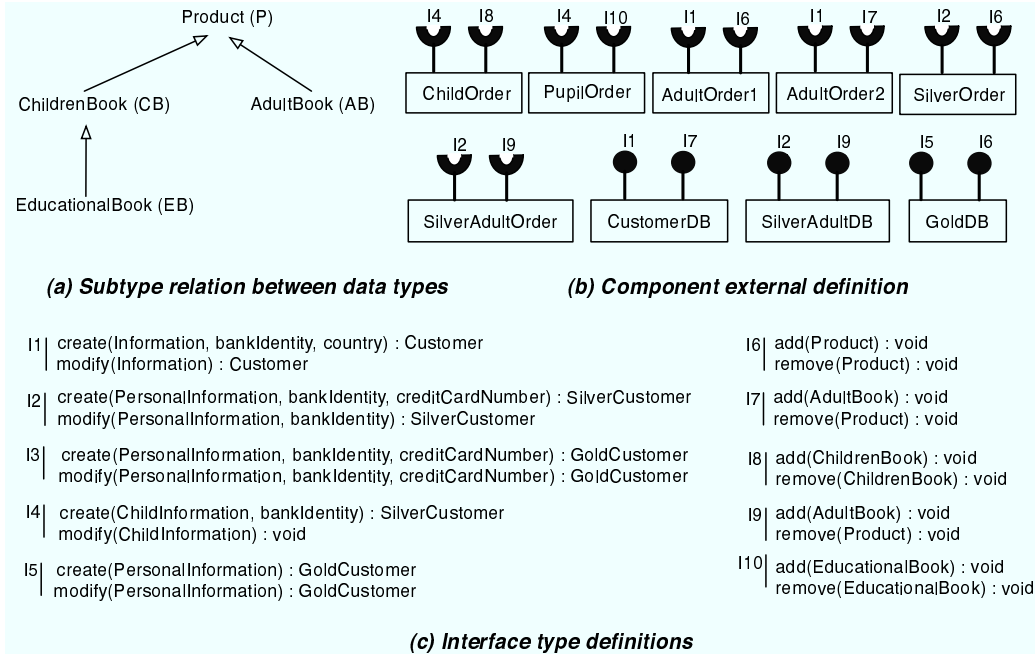 Product (P)
ChildrenBook (CB)
AdultBook (AB)
EducationalBook (EB)
(a) Subtype relation between data types
I4 I8
ChildOrder
I4 I10
PupilOrder
I1 I6
AdultOrder1
I1 I7
AdultOrder2
I2 I6
SilverOrder
I2 I9
SilverAdultOrder
I1 I7
CustomerDB
I2 I9
SilverAdultDB
I5 I6
GoldDB
(b) Component external definition
I1
create(Information, bankIdentity, country) : Customer
modify(Information) : Customer
I2
create(PersonalInformation, bankIdentity, creditCardNumber) : SilverCustomer
modify(PersonalInformation, bankIdentity) : SilverCustomer
I3
create(PersonalInformation, bankIdentity, creditCardNumber) : GoldCustomer
modify(PersonalInformation, bankIdentity, creditCardNumber) : GoldCustomer
I4
create(ChildInformation, bankIdentity) : SilverCustomer
modify(ChildInformation) : void
I5
create(PersonalInformation) : GoldCustomer
modify(PersonalInformation) : GoldCustomer
I6
add(Product) : void
remove(Product) : void
I7
add(AdultBook) : void
remove(Product) : void
I8
add(ChildrenBook) : void
remove(ChildrenBook) : void
I9
add(AdultBook) : void
remove(Product) : void
I10
add(EducationalBook) : void
remove(EducationalBook) : void
(c) Interface type definitions